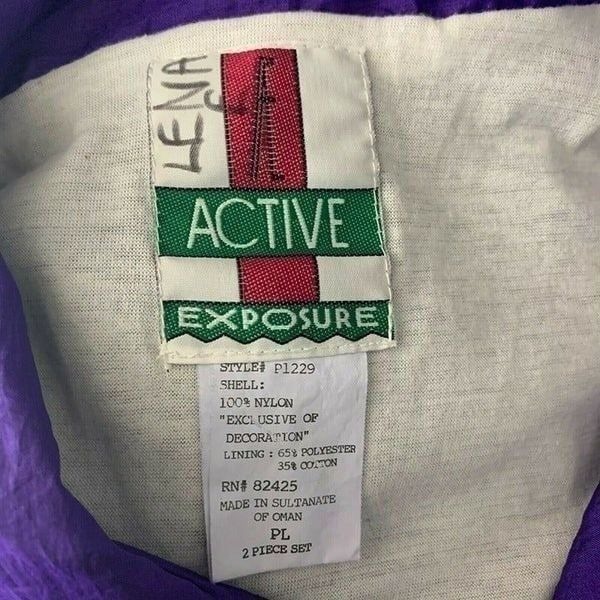 LENA
F
ACTIVE
EXPOSURE
STYLE# P1229
SHELL:
100% NYLON
"EXCLUSIVE OF
DECORATION"
LINING : 65% POLYESTER
35% COTTON
RN# 82425
MADE IN SULTANATE
OF OMAN
PL
2 PIECE SET